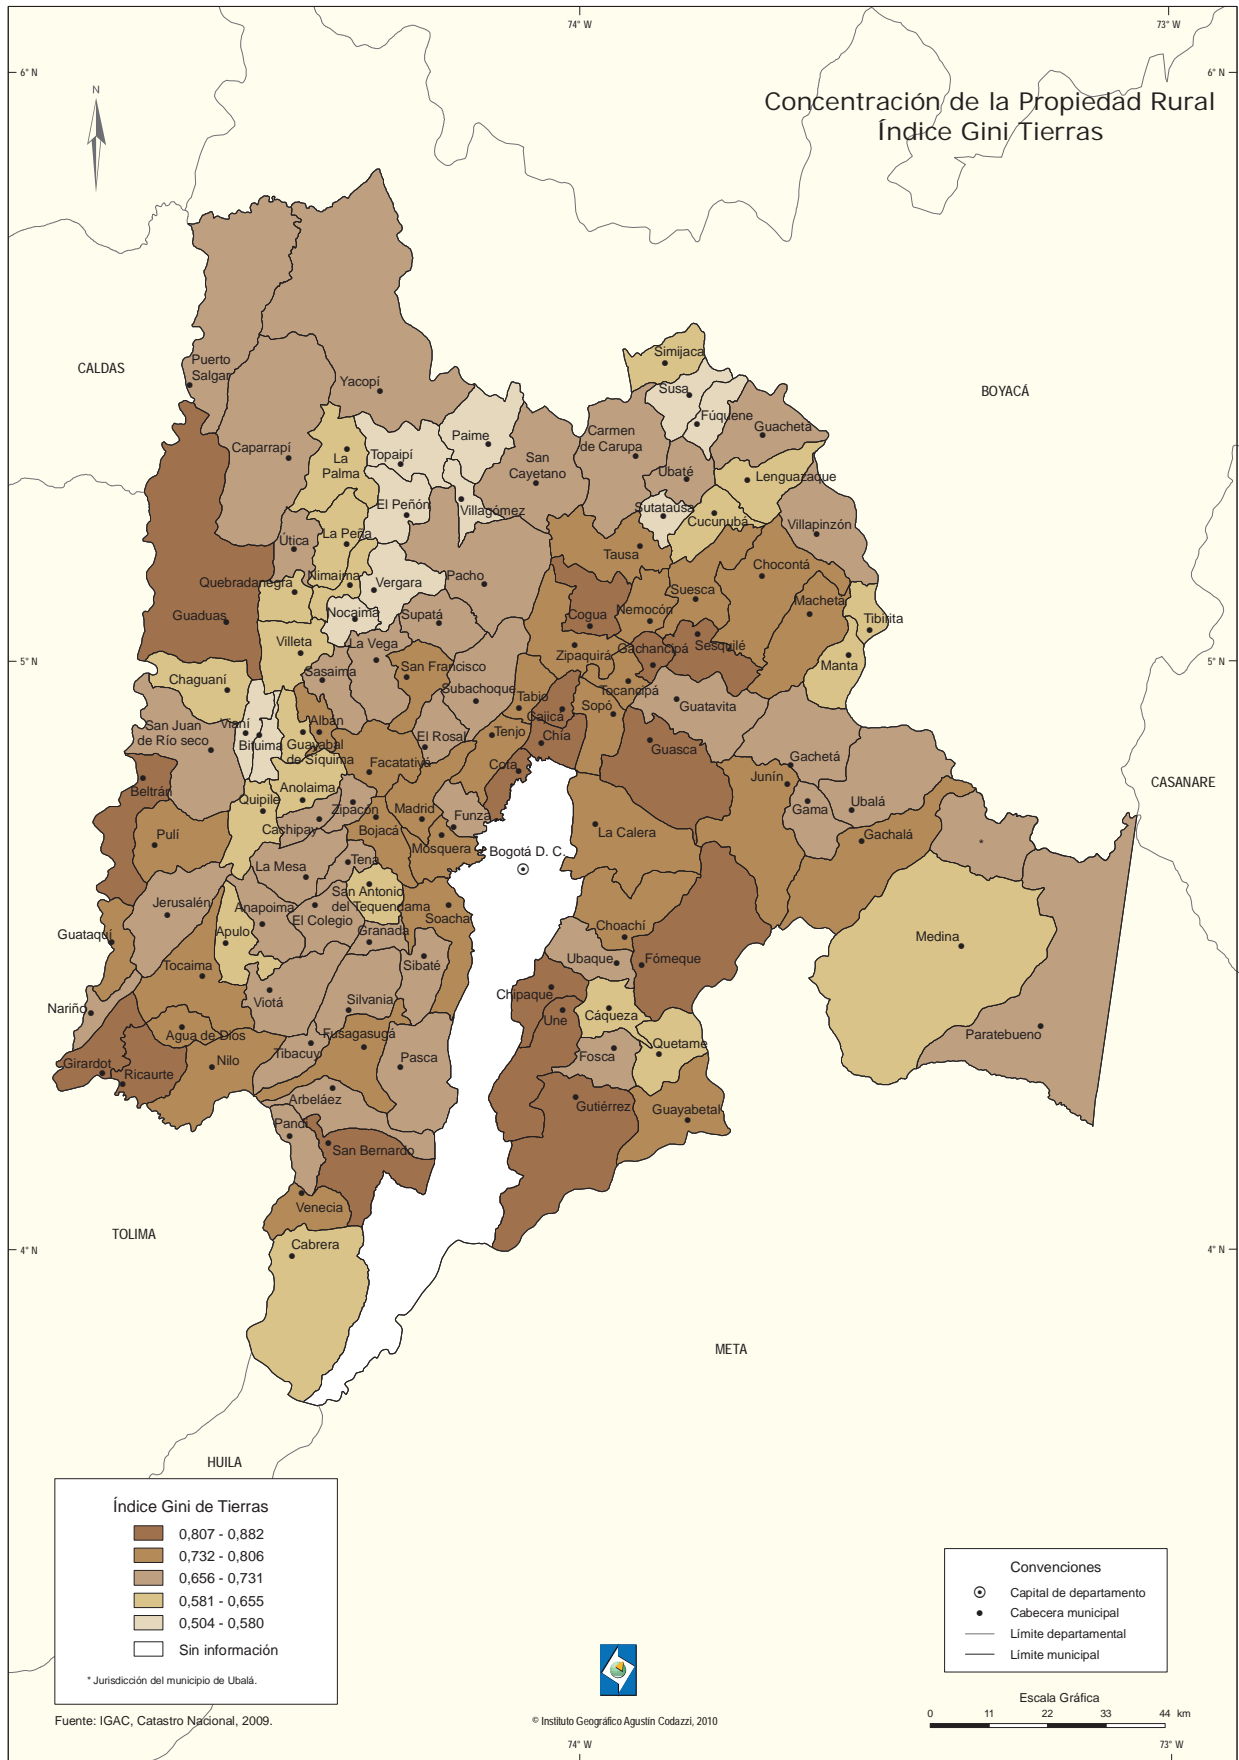 74° W
73° W
6° N
6° N
N
Concentración de la Propiedad Rural
Índice Gini Tierras
CALDAS
BOYACÁ
Puerto
Salgar
Yacopí
Caparrapí
La
Palma
Topaipí
Paime
San
Cayetano
Carmen
de Carupa
Simijaca
Susa
Fúquene
Guacheta
Ubaté
Lenguazaque
El Peñón
Villagómez
Sutatausa
Cucunubá
Villapinzón
Útica
La Peña
Tausa
Chocontá
Quebradanegra
Nimaima
Vergara
Pacho
Suesca
Machetá
Guaduas
Nocaima
Supatá
Cogua
Nemocón
Tibirita
Villeta
La Vega
Zipaquirá
Gachancipá
Sesquilé
Manta
5° N
5° N
Chaguaní
Sasaima
San Francisco
Subachoque
Tabio
Tocancipá
Sopó
Guatavita
San Juan
de Río seco
Vianí
Bituima
Albán
Guayabal
de Síquima
El Rosal
Tenjo
Cajicá
Chía
Guasca
Gachetá
Beltrán
Facatativá
Cota
Junín
CASANARE
Quipile
Anolaima
Zipacón
Madrid
Funza
Gama
Ubalá
Pulí
Cachipay
Bojacá
Mosquera
La Calera
Gachalá
*
La Mesa
Tena
Bogotá D. C.
Jerusalén
Anapoima
San Antonio
del Tequendama
El Colegio
Soacha
Guataquí
Apulo
Granada
Choachí
Medina
Tocaima
Sibaté
Ubaque
Fómeque
Nariño
Viotá
Silvania
Chipaque
Une
Cáqueza
Agua de Dios
Fusagasugá
Quetame
Paratebueno
Girardot
Ricaurte
Nilo
Tibacuy
Pasca
Fosca
Arbeláez
Gutiérrez
Guayabetal
Pandi
San Bernardo
Venecia
TOLIMA
Cabrera
4° N
4° N
META
HUILA
Índice Gini de Tierras
0,807 - 0,882
0,732 - 0,806
0,656 - 0,731
0,581 - 0,655
0,504 - 0,580
Sin información
* Jurisdicción del municipio de Ubalá.
Convenciones
Capital de departamento
Cabecera municipal
Límite departamental
Límite municipal
Escala Gráfica
0 11 22 33 44 km
Fuente: IGAC, Catastro Nacional, 2009.
© Instituto Geográfico Agustín Codazzi, 2010
74° W
73° W